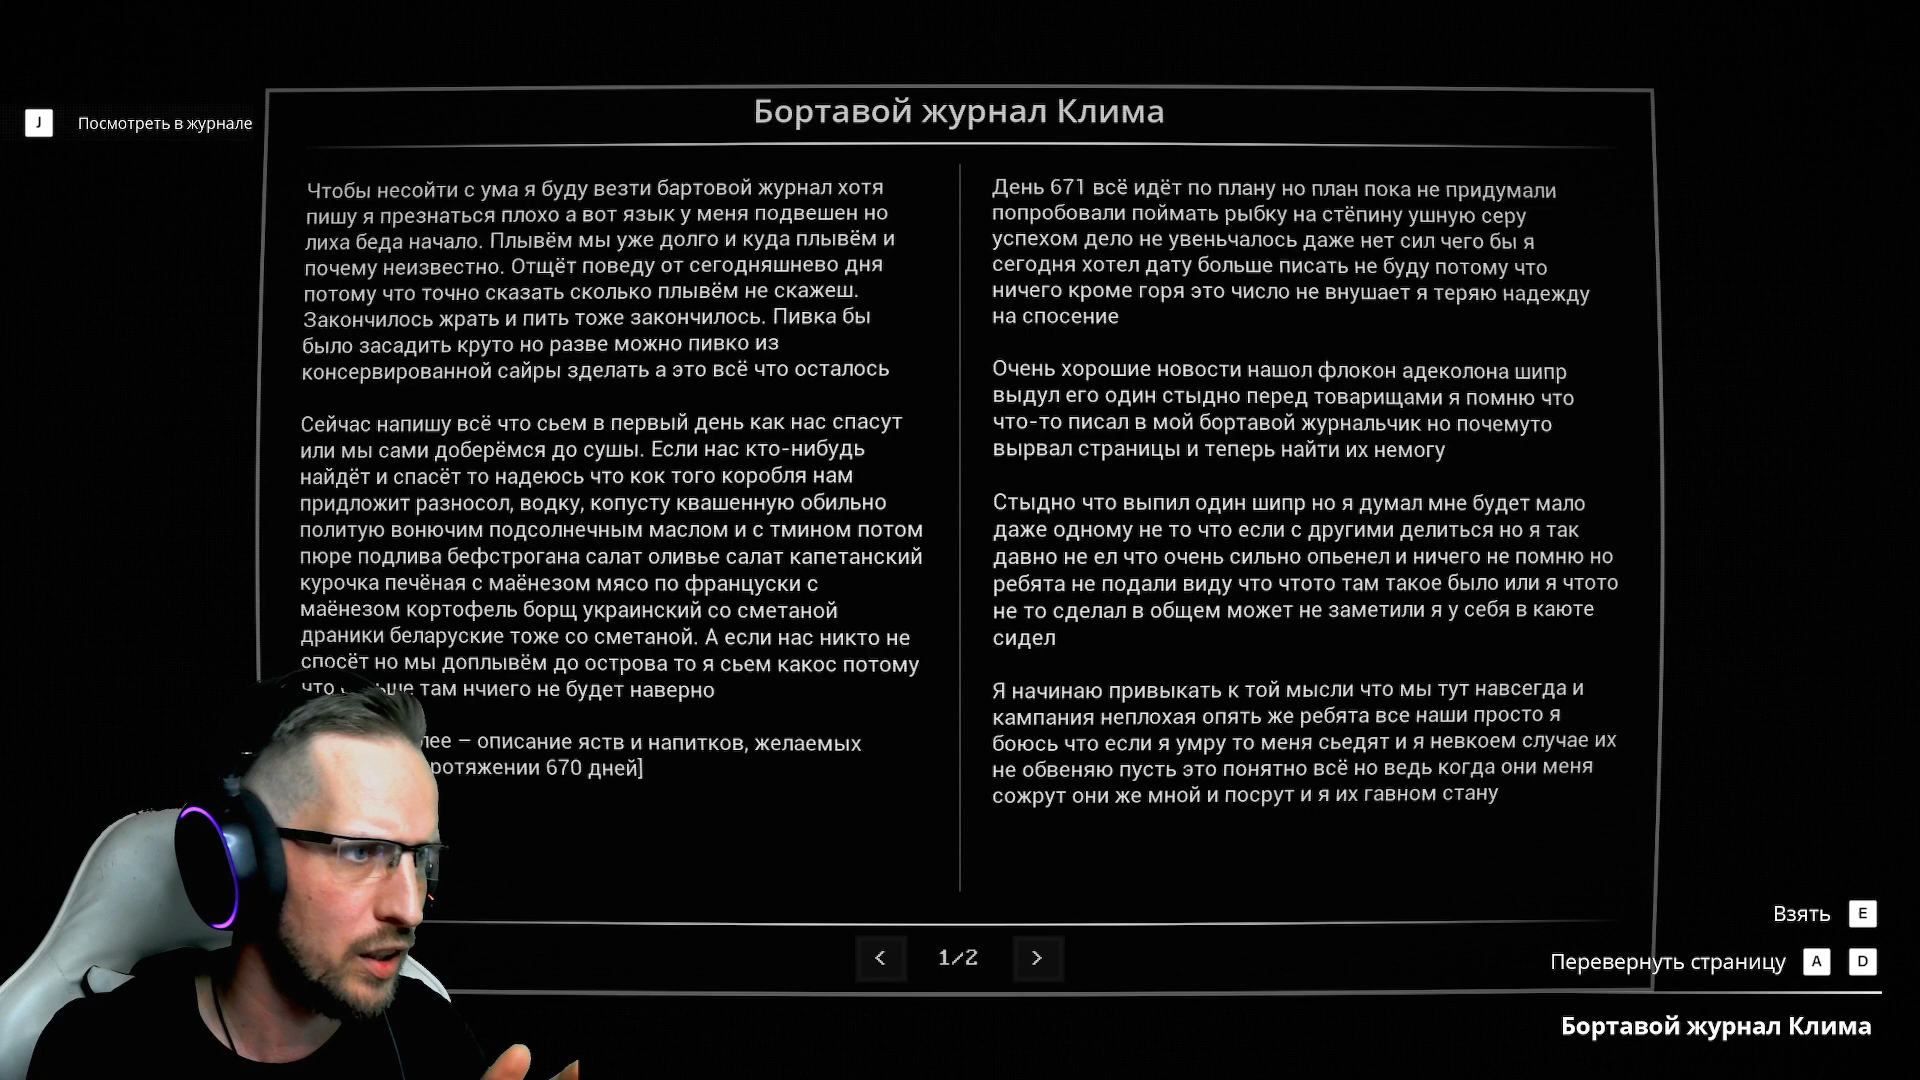 Бортавой журнал Клима
J Посмотреть в журнале
Чтобы несойти с ума я буду везти бартовой журнал хотя
пишу я презнаться плохо а вот язык у меня подвешен но
лиха беда начало. Плывём мы уже долго и куда плывём и
почему неизвестно. Отщёт поведу от сегодняшнево дня
потому что точно сказать сколько плывём не скажеш.
Закончилось жрать и пить тоже закончилось. Пивка бы
было засадить круто но разве можно пивко из
консервированной сайры зделать а это всё что осталось
Сейчас напишу всё что сьем в первый день как нас спасут
или мы сами доберёмся до сушы. Если нас кто-нибудь
найдёт и спасёт то надеюсь что кок того коробля нам
придложит разносол, водку, копусту квашенную обильно
политую вонючим подсолнечным маслом и с тмином потом
пюре подлива бефстрогана салат оливье салат капетанский
курочка печёная с маёнезом мясо по француски с
маёнезом кортофель борщ украинский со сметаной
драники беларуские тоже со сметаной. А если нас никто не
спосёт но мы доплывём до острова то я сьем какос потому
что там нчиего не будет наверно
– описание яств и напитков, желаемых
670 дней]
День 671 всё идёт по плану но план пока не придумали
попробовали поймать рыбку на стёпину ушную серу
успехом дело не увеньчалось даже нет сил чего бы я
сегодня хотел дату больше писать не буду потому что
ничего кроме горя это число не внушает я теряю надежду
на спосение
Очень хорошие новости нашол флокон адеколона шипр
выдул его один стыдно перед товарищами я помню что
что-то писал в мой бортавой журнальчик но почемуто
вырвал страницы и теперь найти их немогу
Стыдно что выпил один шипр но я думал мне будет мало
даже одному не то что если с другими делиться но я так
давно не ел что очень сильно опьенел и ничего не помню но
ребята не подали виду что чтото там такое было или я чтото
не то сделал в общем может не заметили я у себя в каюте
сидел
Я начинаю привыкать к той мысли что мы тут навсегда и
кампания неплохая опять же ребята все наши просто я
боюсь что если я умру то меня сьедят и я невкоем случае их
не обвеняю пусть это понятно всё но ведь когда они меня
сожрут они же мной и посрут и я их гавном стану
< 1/2 >
Взять E
Перевернуть страницу A D
Бортавой журнал Клима